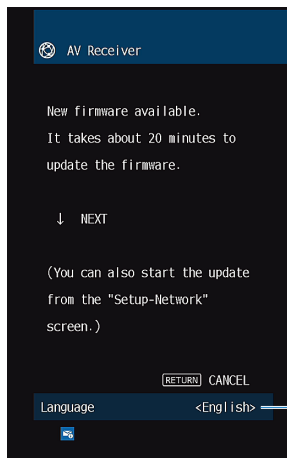 AV Receiver
New firmware available.
It takes about 20 minutes to
update the firmware.
↓ NEXT
(You can also start the update
from the "Setup-Network"
screen.)
RETURN CANCEL
Language <English>